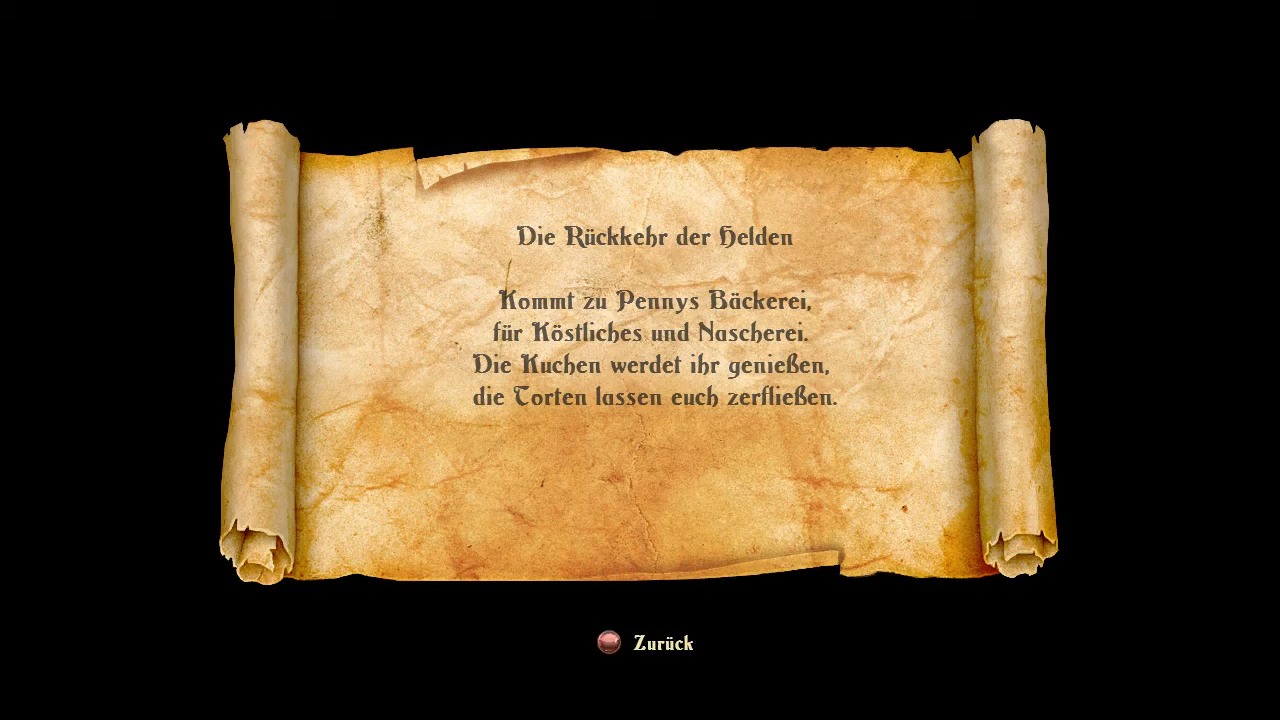 Die Rückkehr der Helden
Kommt zu Pennys Bäckerei,
für Köstliches und Nascherei.
Die Kuchen werdet ihr genießen,
die Torten lassen euch zerfließen.
Zurück